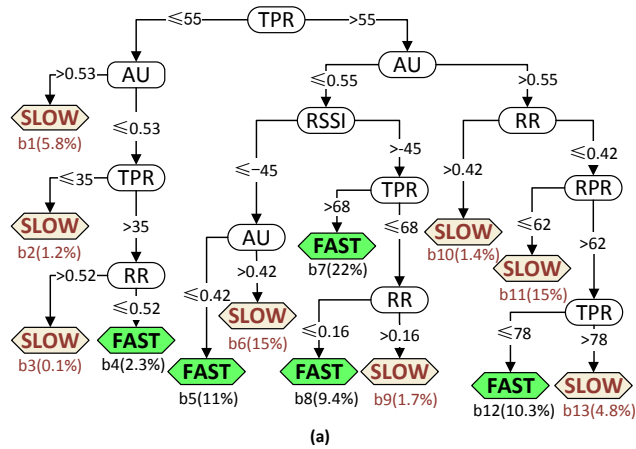 ≤55 TPR >55
>0.53 AU ≤0.55 AU >0.55
SLOW ≤0.53 RSSI RR
b1(5.8%)
≤35 TPR ≤-45 >-45 >0.42 ≤0.42
TPR RPR
SLOW >35 >68 ≤68 SLOW ≤62 >62
b2(1.2%) AU FAST b10(1.4%)
>0.52 RR ≤0.42 >0.42 b7(22%) SLOW
b11(15%)
≤0.52 SLOW RR TPR
b6(15%)
SLOW FAST ≤0.16 >0.16 ≤78 >78
b3(0.1%) b4(2.3%)
FAST FAST SLOW FAST SLOW
b5(11%) b8(9.4%) b9(1.7%) b12(10.3%) b13(4.8%)
(a)